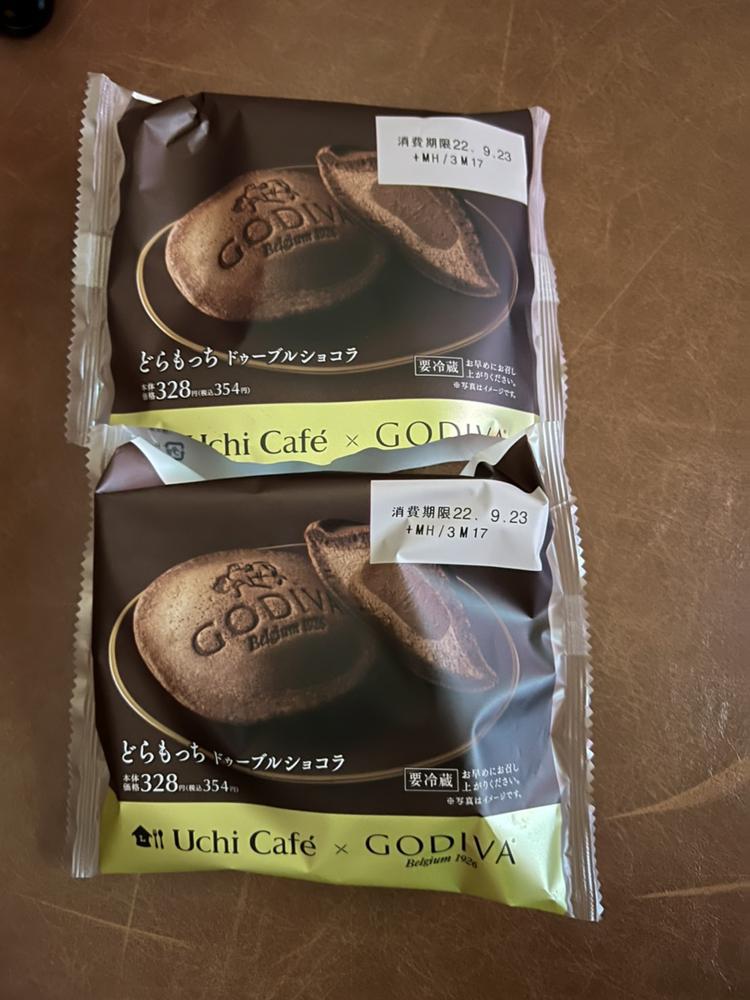 消費期限22. 9.23
+MH/3M17
GODIVA
Belgium 1926
どらもっち ドゥーブルショコラ
本体価格328円(税込354円)
要冷蔵 お早めにお召し上がりください。
※写真はイメージです。
Uchi Café × GODIVA
消費期限22. 9.23
+MH/3M17
GODIVA
Belgium 1926
どらもっち ドゥーブルショコラ
本体価格328円(税込354円)
要冷蔵 お早めにお召し上がりください。
※写真はイメージです。
Uchi Café × GODIVA
Belgium 1926